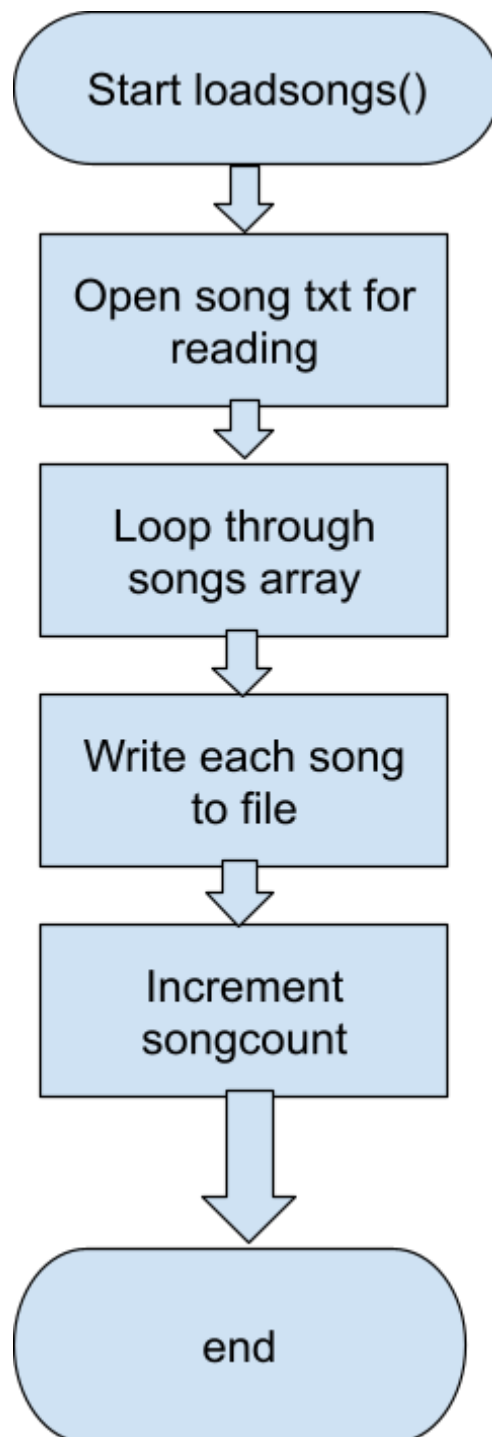 Start loadsongs()
Open song txt for
reading
Loop through
songs array
Write each song
to file
Increment
songcount
end